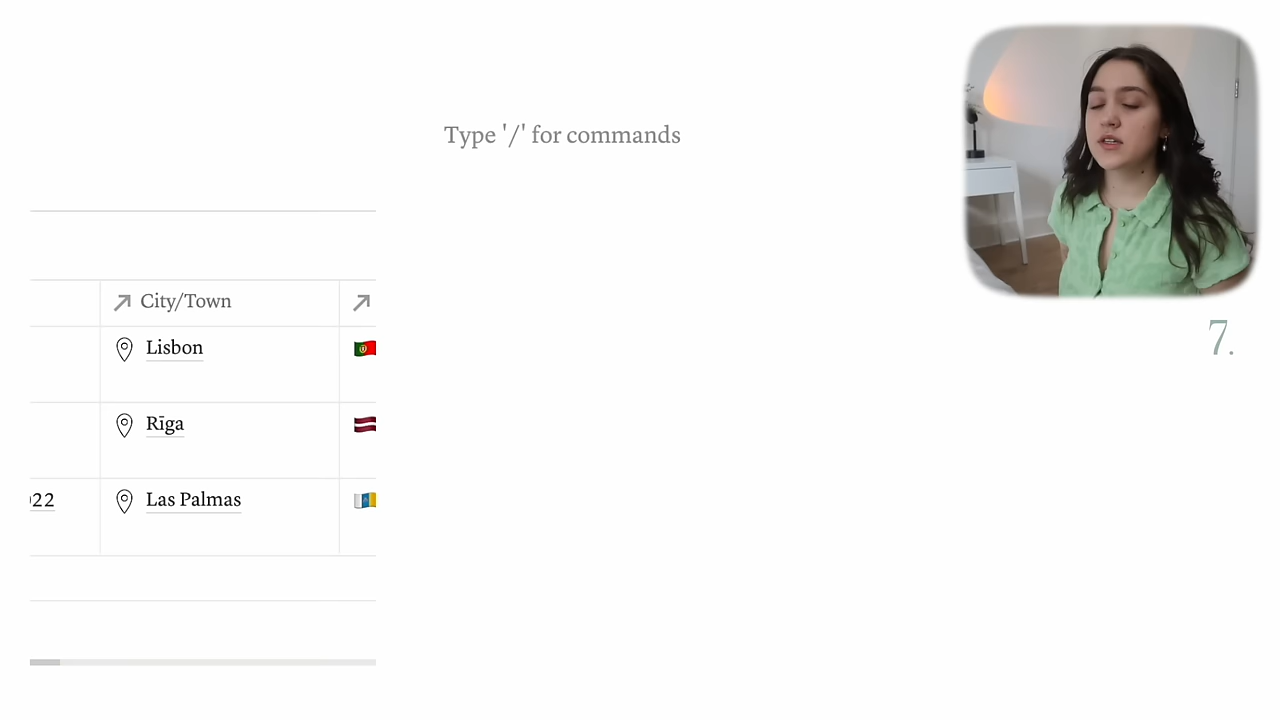 Type '/' for commands
City/Town
Lisbon
Rīga
22
Las Palmas
7.